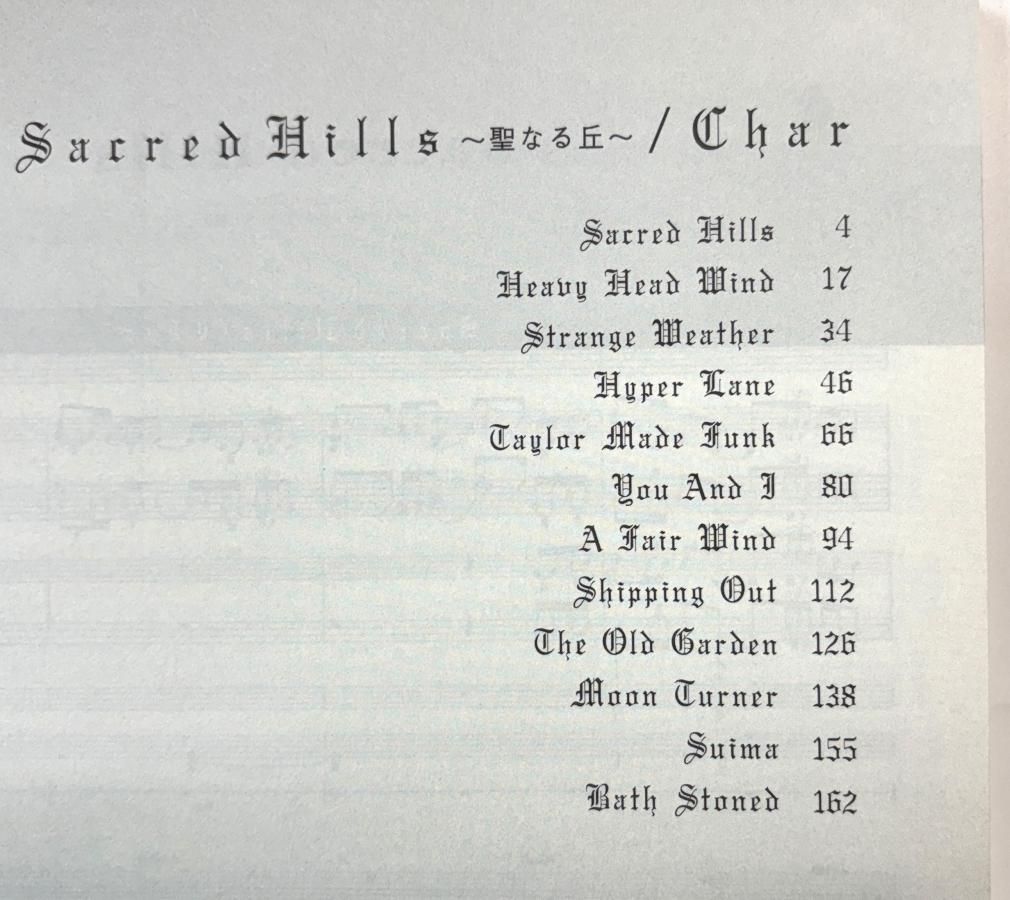 Sacred Hills ～聖なる丘～ / Char
Sacred Hills 4
Heavy Head Wind 17
Strange Weather 34
Hyper Lane 46
Taylor Made Funk 66
You And I 80
A Fair Wind 94
Shipping Out 112
The Old Garden 126
Moon Turner 138
Suima 155
Bath Stoned 162